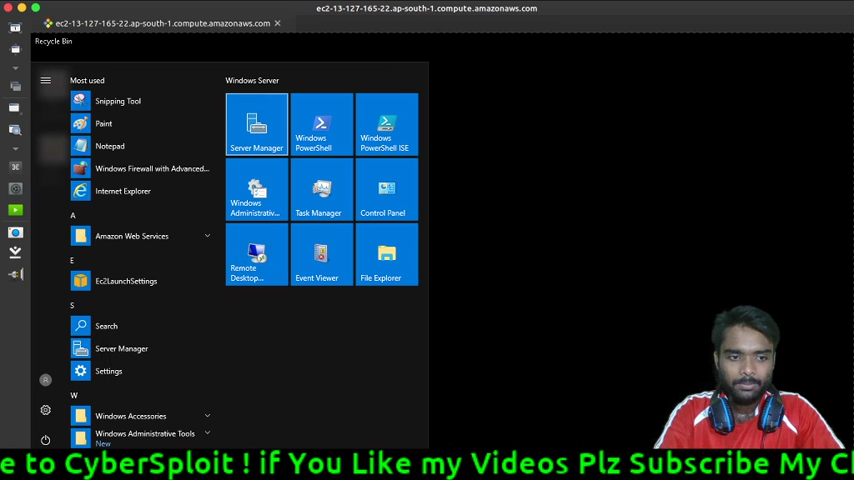 ec2-13-127-165-22.ap-south-1.compute.amazonaws.com
ec2-13-127-165-22.ap-south-1.compute.amazonaws.com
Recycle Bin
Most used
Snipping Tool
Paint
Notepad
Windows Firewall with Advanced...
Internet Explorer
A
Amazon Web Services
E
Ec2LaunchSettings
S
Search
Server Manager
Settings
W
Windows Accessories
Windows Administrative Tools
New
Windows Server
Server Manager
Windows PowerShell
Windows PowerShell ISE
Windows Administrativ...
Task Manager
Control Panel
Remote Desktop...
Event Viewer
File Explorer
e to CyberSploit ! if You Like my Videos Plz Subscribe My Ch